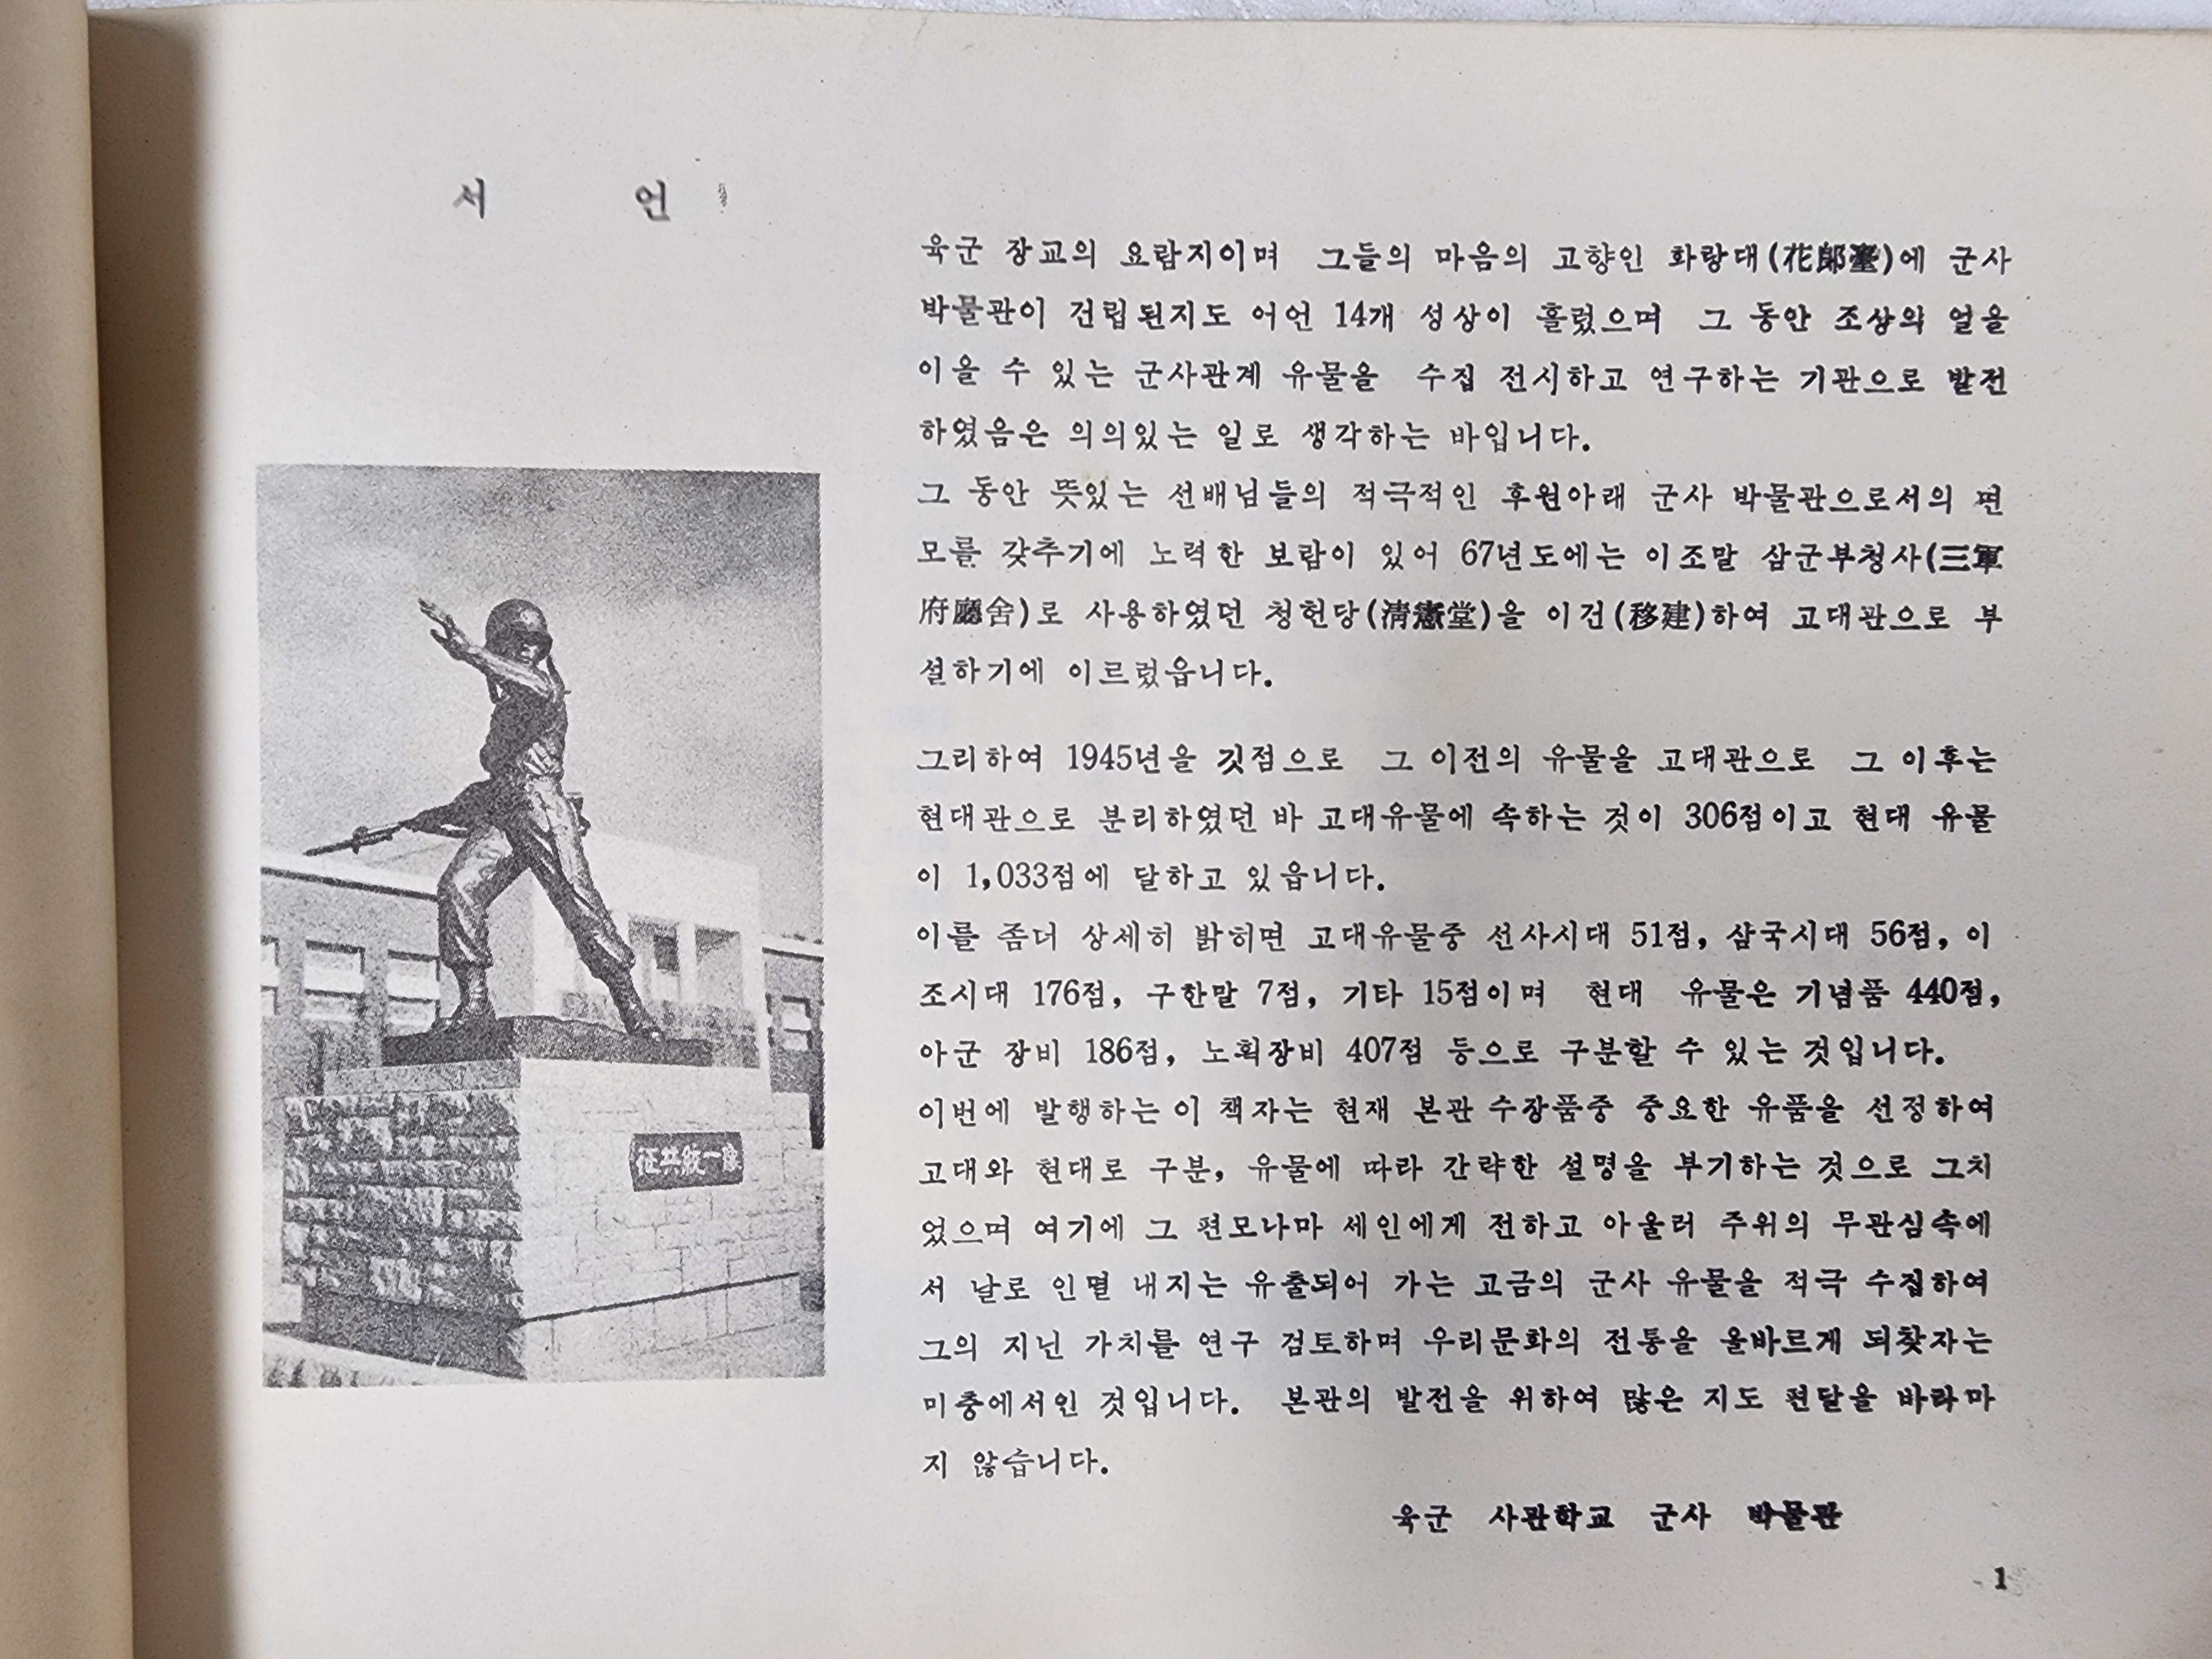 서 언
육군 장교의 요람지이며 그들의 마음의 고향인 화랑대(花郞臺)에 군사
박물관이 건립된지도 어언 14개 성상이 흘렀으며 그 동안 조상의 얼을
이을 수 있는 군사관계 유물을 수집 전시하고 연구하는 기관으로 발전
하였음은 의의있는 일로 생각하는 바입니다.
그 동안 뜻있는 선배님들의 적극적인 후원아래 군사 박물관으로서의 면
모를 갖추기에 노력한 보람이 있어 67년도에는 이조말 삼군부청사(三軍
府廳舍)로 사용하였던 청헌당(清憲堂)을 이건(移建)하여 고대관으로 부
설하기에 이르렀읍니다.
그리하여 1945년을 깃점으로 그 이전의 유물을 고대관으로 그 이후는
현대관으로 분리하였던 바 고대유물에 속하는 것이 306점이고 현대 유물
이 1,033점에 달하고 있읍니다.
이를 좀더 상세히 밝히면 고대유물중 선사시대 51점, 삼국시대 56점, 이
조시대 176점, 구한말 7점, 기타 15점이며 현대 유물은 기념품 440점,
아군 장비 186점, 노획장비 407점 등으로 구분할 수 있는 것입니다.
이번에 발행하는 이 책자는 현재 본관 수장품중 중요한 유품을 선정하여
고대와 현대로 구분, 유물에 따라 간략한 설명을 부기하는 것으로 그치
었으며 여기에 그 편모나마 세인에게 전하고 아울러 주위의 무관심속에
서 날로 인멸 내지는 유출되어 가는 고금의 군사 유물을 적극 수집하여
그의 지닌 가치를 연구 검토하며 우리문화의 전통을 올바르게 되찾자는
미충에서인 것입니다. 본관의 발전을 위하여 많은 지도 편달을 바라마
지 않습니다.
육군 사관학교 군사 박물관
1
征共統一像